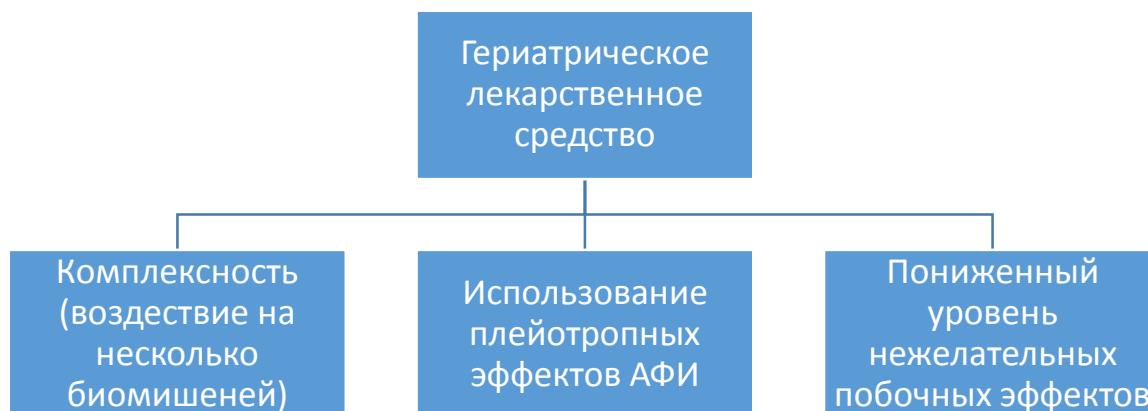 Гериатрическое
лекарственное
средство
Комплексность
(воздествие на
несколько
биомишеней)
Использование
плейотропных
эффектов АФИ
Пониженный
уровень
нежелательных
побочных эффектов